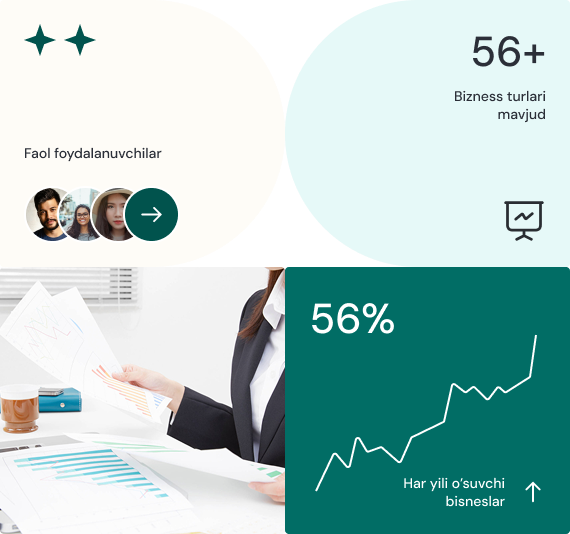 56+
Bizness turlari
mavjud
Faol foydalanuvchilar
56%
Har yili o'suvchi
bisneslar